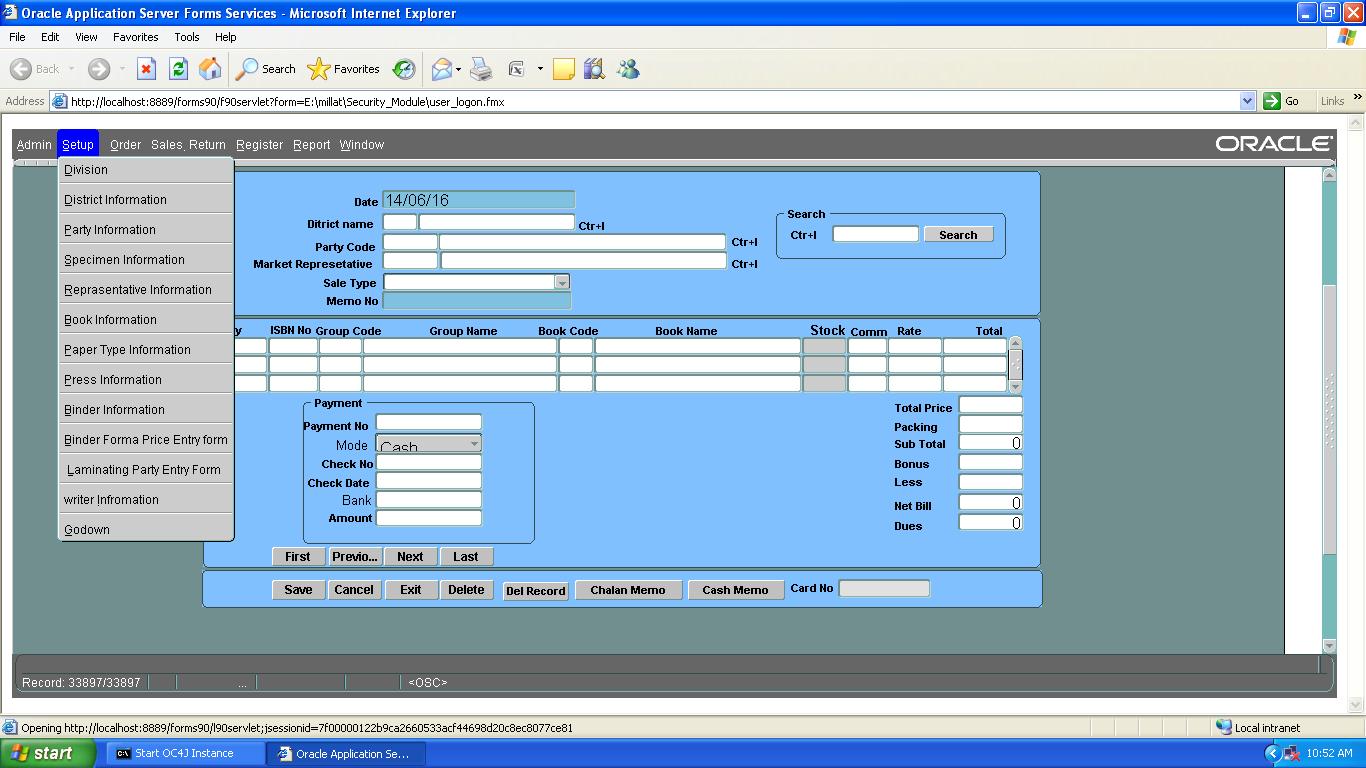 Oracle Application Server Forms Services - Microsoft Internet Explorer
File Edit View Favorites Tools Help
Back Search Favorites
Address http://localhost:8889/forms90/f90servlet?form=E:\millat\Security_Module\user_logon.fmx Go Links »
Admin Setup Order Sales, Return Register Report Window ORACLE
Division
District Information
Party Information
Specimen Information
Representative Information
Book Information
Paper Type Information
Press Information
Binder Information
Binder Forma Price Entry form
Laminating Party Entry Form
writer Infromation
Godown
Date 14/06/16
Ditrict name Ctr+I
Party Code Ctr+I
Market Represetative Ctr+I
Sale Type
Memo No
Search
Ctr+I Search
y ISBN No Group Code Group Name Book Code Book Name Stock Comm Rate Total
Payment
Payment No
Mode Cash
Check No
Check Date
Bank
Amount
Total Price
Packing
Sub Total 0
Bonus
Less
Net Bill 0
Dues 0
First Previo... Next Last
Save Cancel Exit Delete Del Record Chalan Memo Cash Memo Card No
Record: 33897/33897 ... <OSC>
Opening http://localhost:8889/forms90/l90servlet;jsessionid=7f00000122b9ca2660533acf44698d20c8ec8077ce81 Local intranet
start Start OC4J Instance Oracle Application Se... 10:52 AM